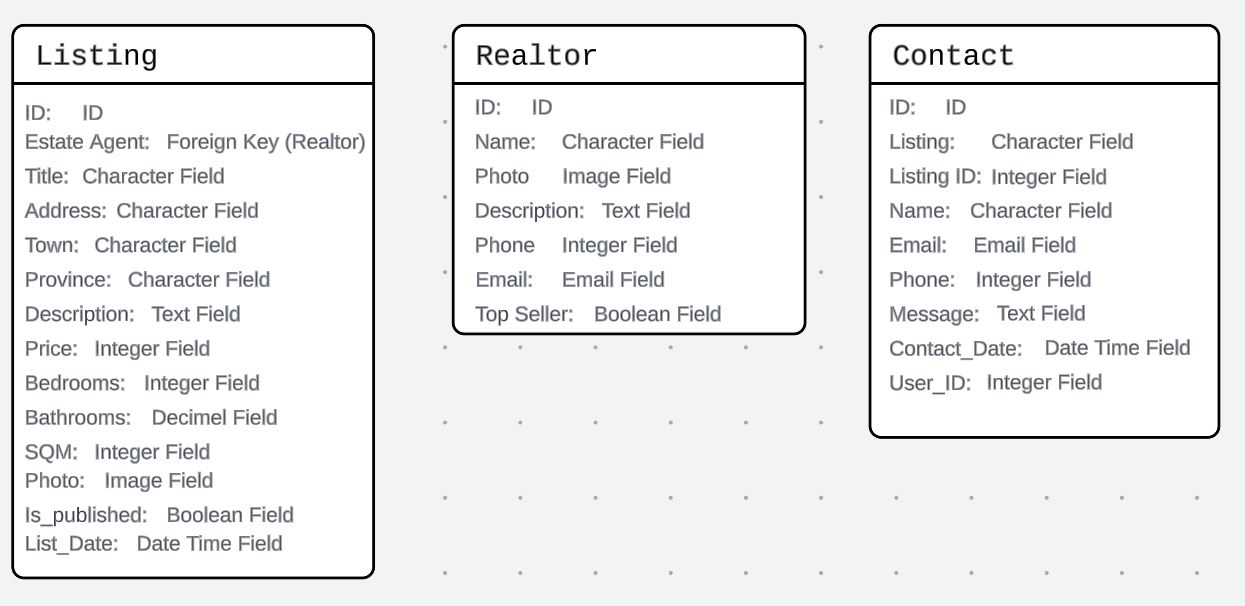 Listing
ID: ID
Estate Agent: Foreign Key (Realtor)
Title: Character Field
Address: Character Field
Town: Character Field
Province: Character Field
Description: Text Field
Price: Integer Field
Bedrooms: Integer Field
Bathrooms: Decimel Field
SQM: Integer Field
Photo: Image Field
Is_published: Boolean Field
List_Date: Date Time Field
Realtor
ID: ID
Name: Character Field
Photo Image Field
Description: Text Field
Phone Integer Field
Email: Email Field
Top Seller: Boolean Field
Contact
ID: ID
Listing: Character Field
Listing ID: Integer Field
Name: Character Field
Email: Email Field
Phone: Integer Field
Message: Text Field
Contact_Date: Date Time Field
User_ID: Integer Field